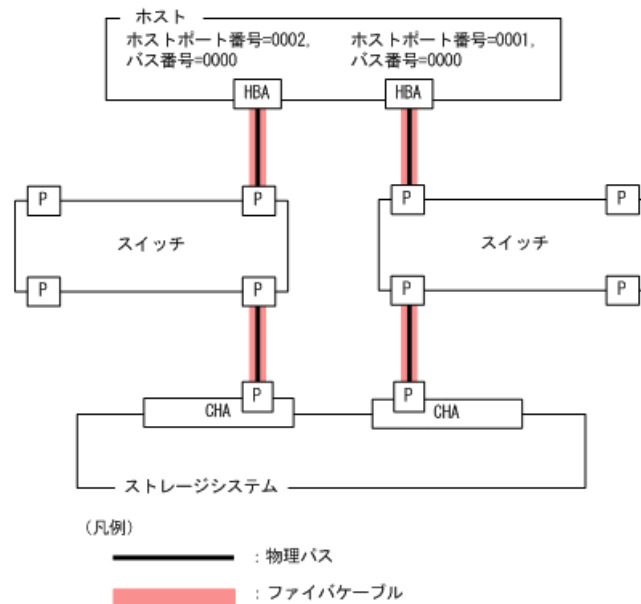 ホスト
ホストポート番号=0002,
バス番号=0000
ホストポート番号=0001,
バス番号=0000
HBA
HBA
P
P
P
P
スイッチ
スイッチ
P
P
P
P
P
P
CHA
CHA
ストレージシステム
(凡例)
: 物理パス
: ファイバケーブル